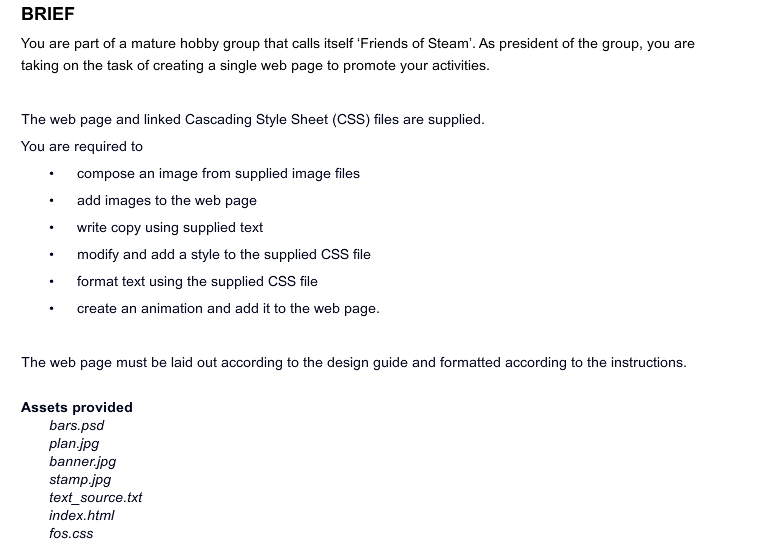 BRIEF
You are part of a mature hobby group that calls itself ‘Friends of Steam’. As president of the group, you are
taking on the task of creating a single web page to promote your activities.
The web page and linked Cascading Style Sheet (CSS) files are supplied.
You are required to
• compose an image from supplied image files
• add images to the web page
• write copy using supplied text
• modify and add a style to the supplied CSS file
• format text using the supplied CSS file
• create an animation and add it to the web page.
The web page must be laid out according to the design guide and formatted according to the instructions.
Assets provided
bars.psd
plan.jpg
banner.jpg
stamp.jpg
text_source.txt
index.html
fos.css